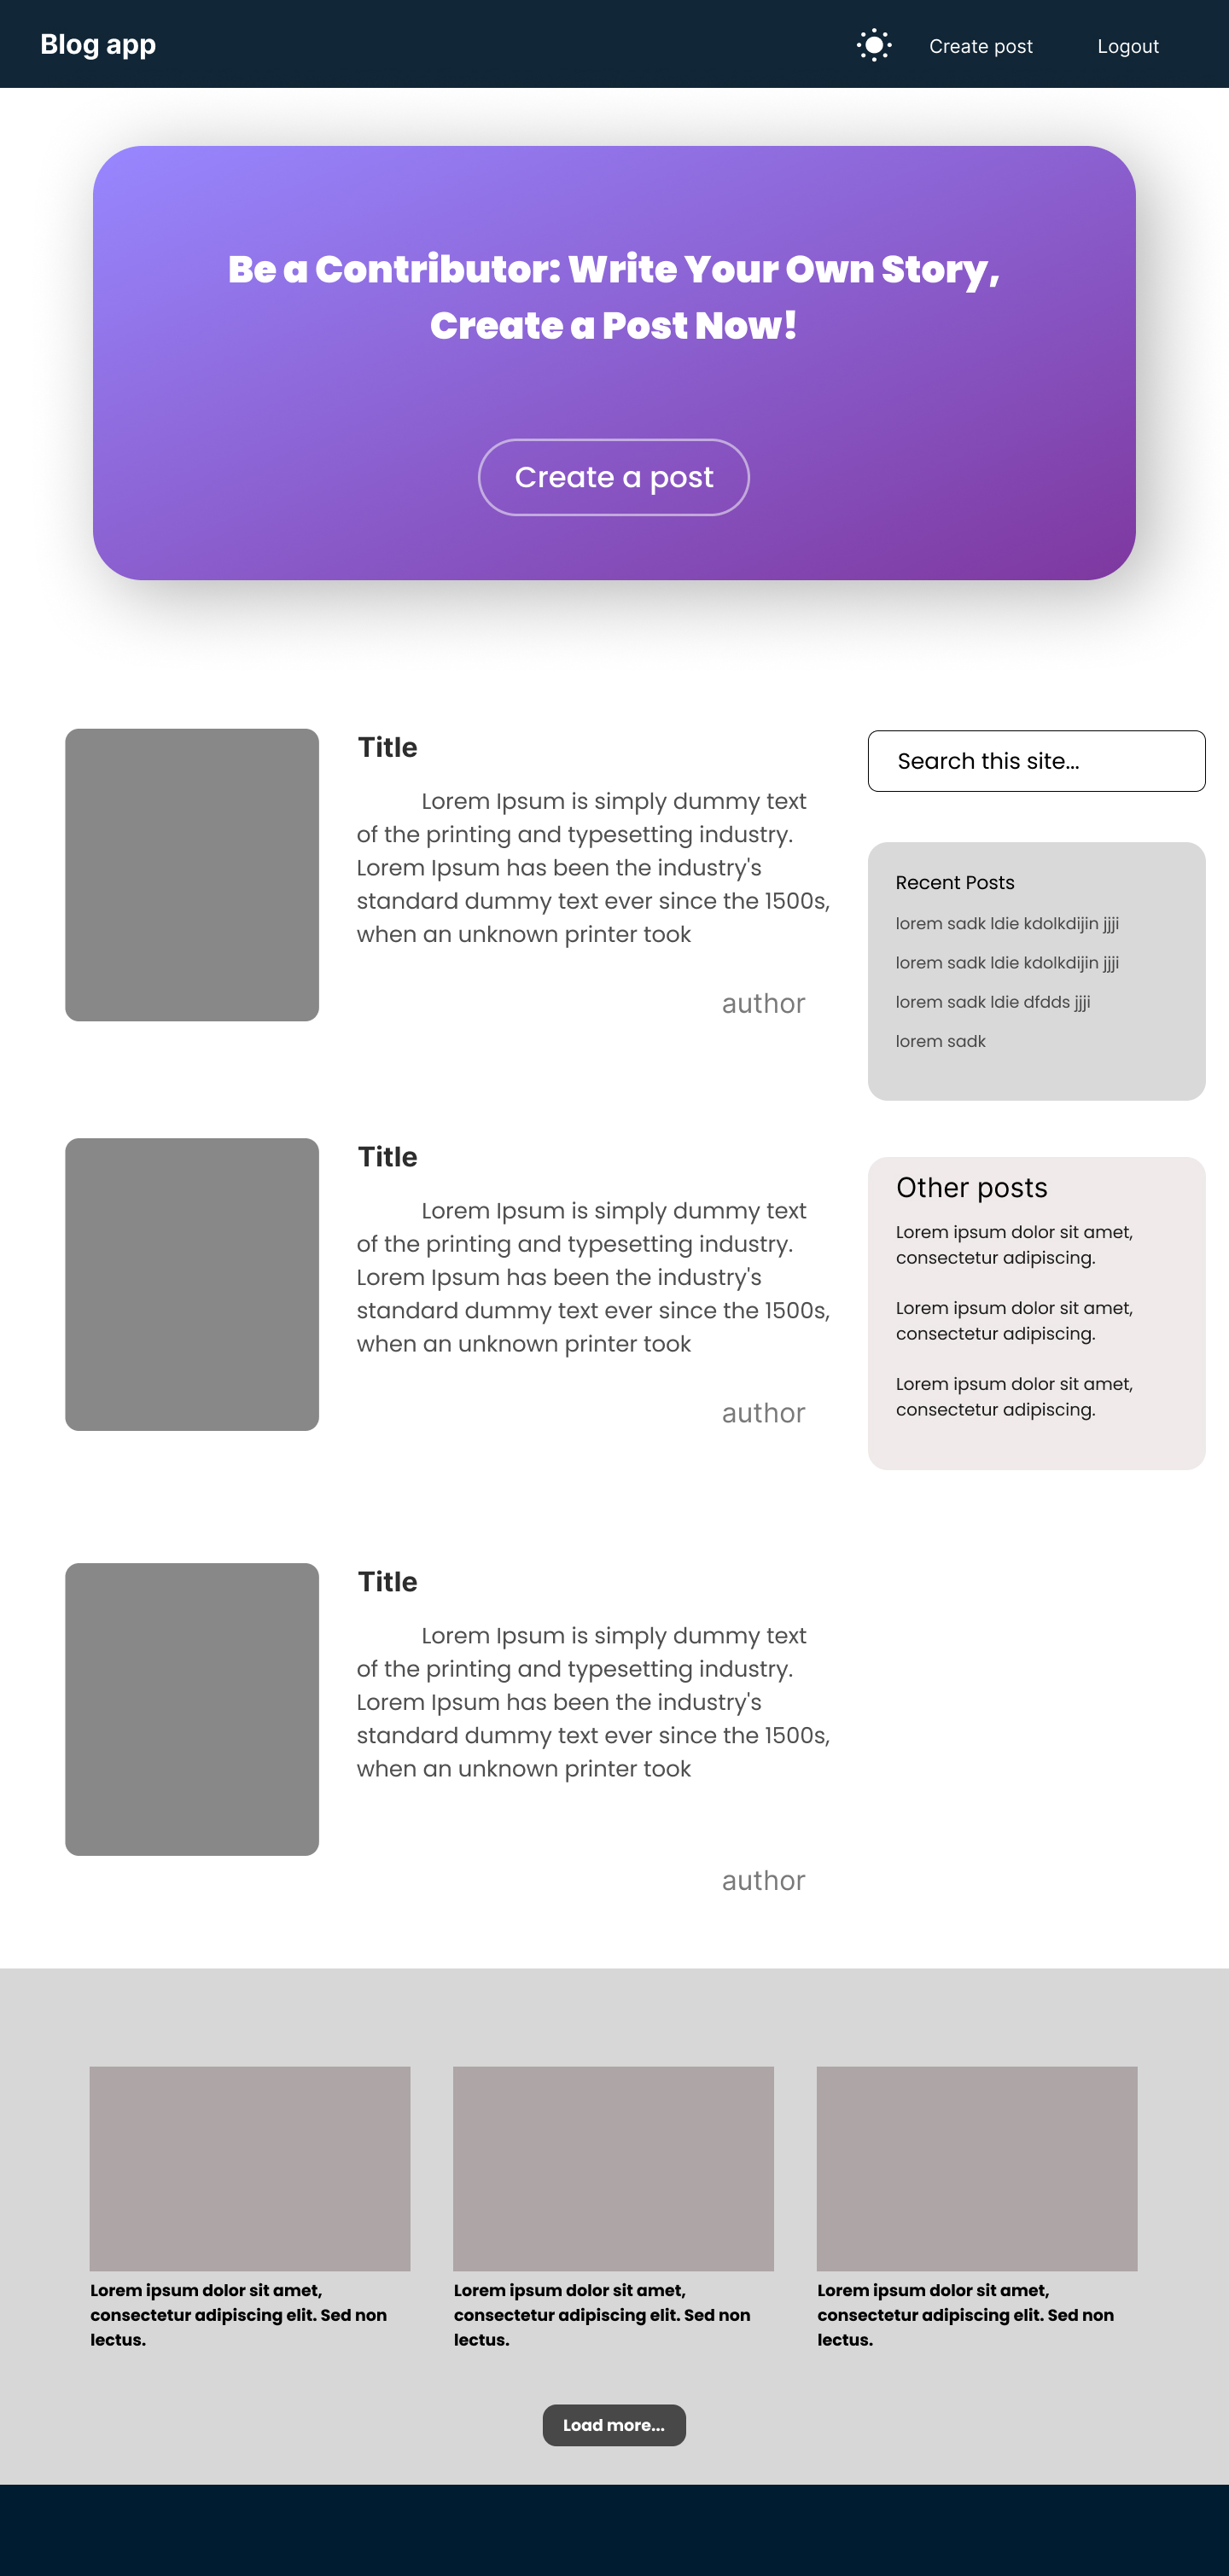 Blog app
Create post
Logout
Be a Contributor: Write Your Own Story,
Create a Post Now!
Create a post
Title
Lorem Ipsum is simply dummy text
of the printing and typesetting industry.
Lorem Ipsum has been the industry's
standard dummy text ever since the 1500s,
when an unknown printer took
author
Search this site...
Recent Posts
lorem sadk ldie kdolkdijin jjji
lorem sadk ldie kdolkdijin jjji
lorem sadk ldie dfdds jjji
lorem sadk
Title
Lorem Ipsum is simply dummy text
of the printing and typesetting industry.
Lorem Ipsum has been the industry's
standard dummy text ever since the 1500s,
when an unknown printer took
author
Other posts
Lorem ipsum dolor sit amet,
consectetur adipiscing.
Lorem ipsum dolor sit amet,
consectetur adipiscing.
Lorem ipsum dolor sit amet,
consectetur adipiscing.
Title
Lorem Ipsum is simply dummy text
of the printing and typesetting industry.
Lorem Ipsum has been the industry's
standard dummy text ever since the 1500s,
when an unknown printer took
author
Lorem ipsum dolor sit amet,
consectetur adipiscing elit. Sed non
lectus.
Lorem ipsum dolor sit amet,
consectetur adipiscing elit. Sed non
lectus.
Lorem ipsum dolor sit amet,
consectetur adipiscing elit. Sed non
lectus.
Load more...